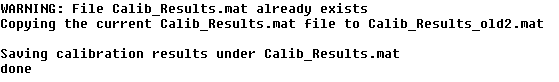 WARNING: File Calib_Results.mat already exists
Copying the current Calib_Results.mat file to Calib_Results_old2.mat
Saving calibration results under Calib_Results.mat
done